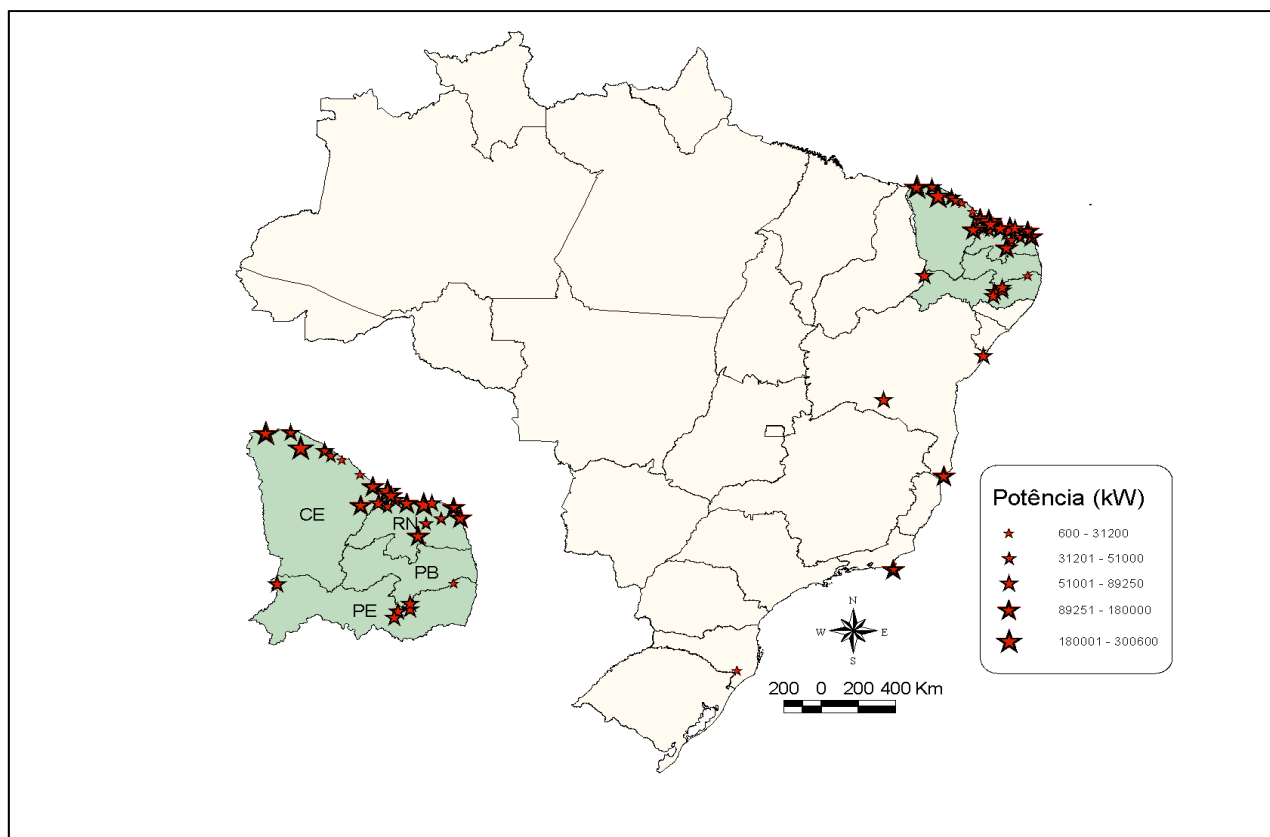 CE
RN
PB
PE
Potência (kW)
600 - 31200
31201 - 51000
51001 - 89250
89251 - 180000
180001 - 300600
N
W E
S
200 0 200 400 Km